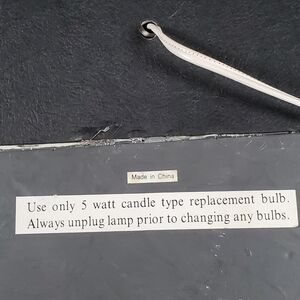 Made in China
Use only 5 watt candle type replacement bulb.
Always unplug lamp prior to changing any bulbs.